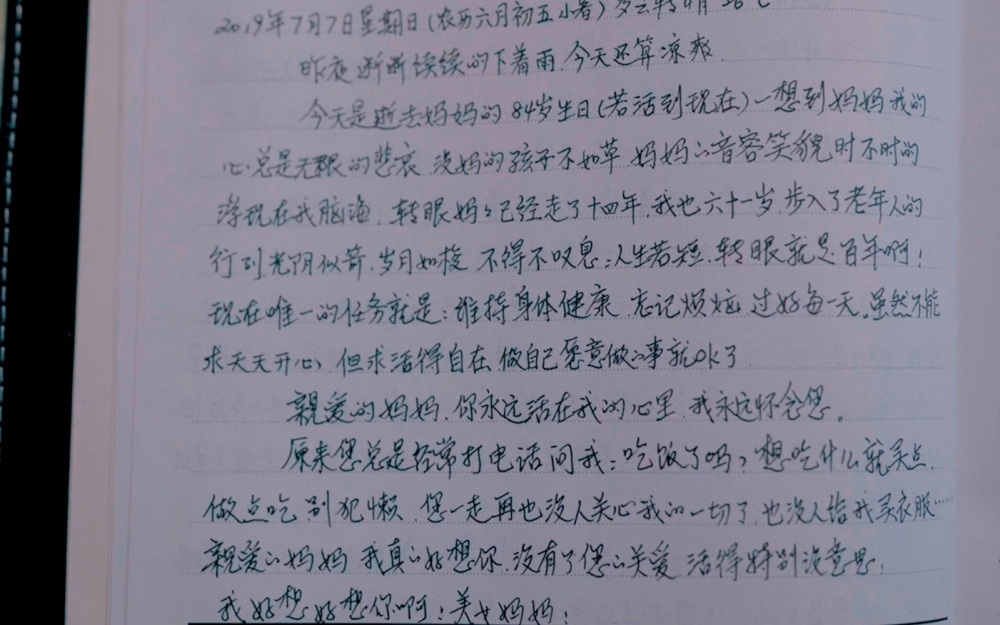 2019年7月7日星期日(农历六月初五小暑)多云转晴 28℃
昨夜断断续续的下着雨.今天还算凉爽.
今天是逝去妈妈的84岁生日(若活到现在)一想到妈妈我的
心总是无限的悲哀.没妈的孩子不如草.妈妈的音容笑貌时不时的
浮现在我脑海.转眼妈妈已经走了十四年.我也六十一岁.步入了老年人的
行列.光阴似箭.岁月如梭 不得不叹息:人生若短.转眼就是百年啊!
现在唯一的任务就是:维持身体健康.忘记烦恼.过好每一天。虽然不能
求天天开心.但求活得自在.做自己愿意做的事就OK了.
親爱的妈妈.你永远活在我的心里.我永远怀念您。
原来您总是经常打电话问我:吃饭了吗?想吃什么就买点.
做点吃.别犯懒.您一走再也没人关心我的一切了.也没人给我买衣服……
親爱的妈妈 我真的好想你.没有了您的关爱 活得特别没意思!
我好想好想你啊!美女妈妈!